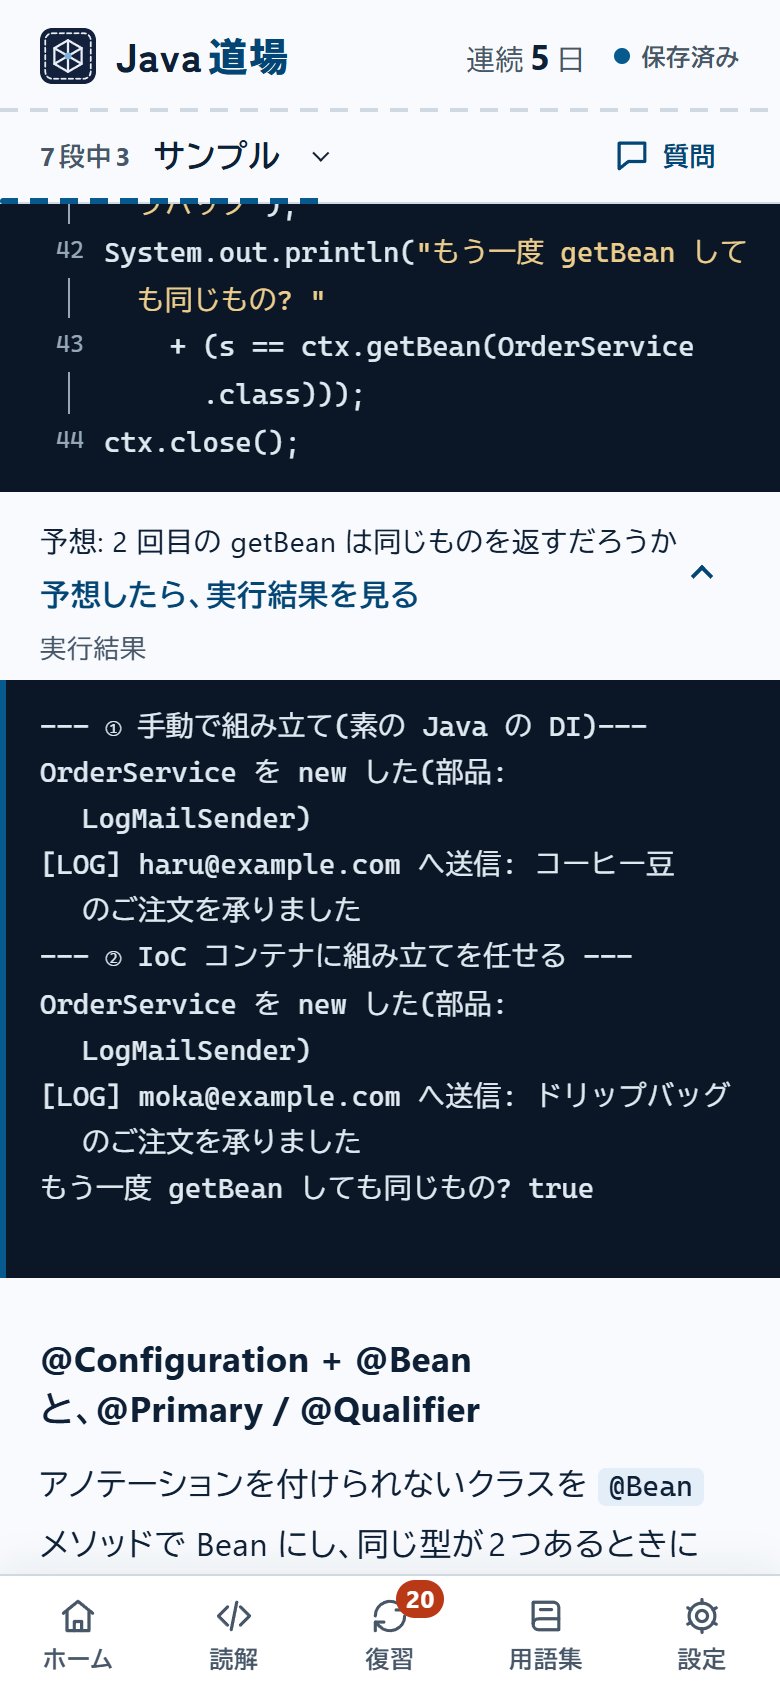 Java 道場
連続 5 日
保存済み
7 段中 3 サンプル
質問
42 System.out.println("もう一度 getBean して
も同じもの? "
43 + (s == ctx.getBean(OrderService
.class)));
44 ctx.close();
予想: 2 回目の getBean は同じものを返すだろうか
予想したら、実行結果を見る
実行結果
--- ① 手動で組み立て(素の Java の DI)---
OrderService を new した(部品:
LogMailSender)
[LOG] haru@example.com へ送信: コーヒー豆
のご注文を承りました
--- ② IoC コンテナに組み立てを任せる ---
OrderService を new した(部品:
LogMailSender)
[LOG] moka@example.com へ送信: ドリップバッグ
のご注文を承りました
もう一度 getBean しても同じもの? true
@Configuration + @Bean
と、@Primary / @Qualifier
アノテーションを付けられないクラスを @Bean
メソッドで Bean にし、同じ型が 2 つあるときに
20
ホーム
読解
復習
用語集
設定